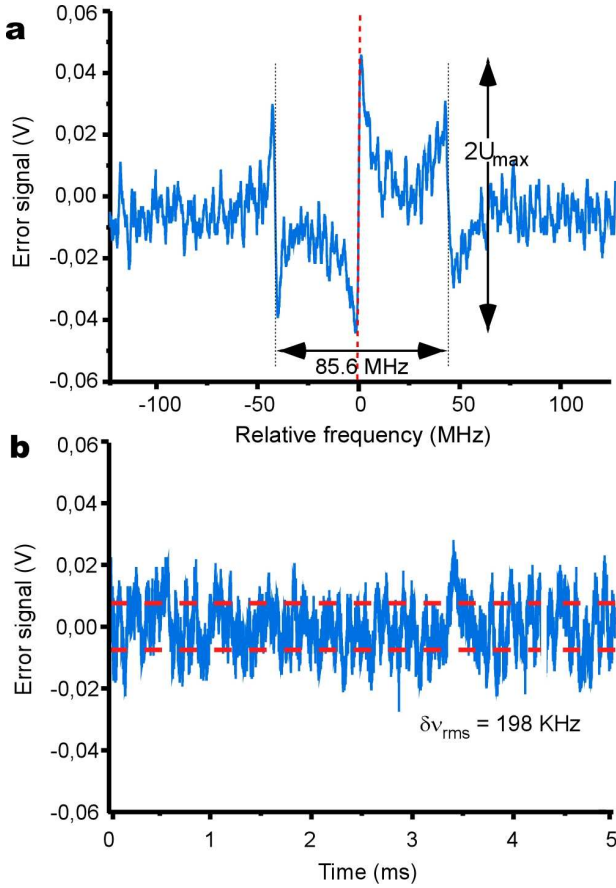 a
0,06
0,04
0,02
0,00
-0,02
-0,04
-0,06
Error signal (V)
2Umax
85.6 MHz
-100 -50 0 50 100
Relative frequency (MHz)
b
0,06
0,04
0,02
0,00
-0,02
-0,04
-0,06
Error signal (V)
δνrms = 198 KHz
0 1 2 3 4 5
Time (ms)